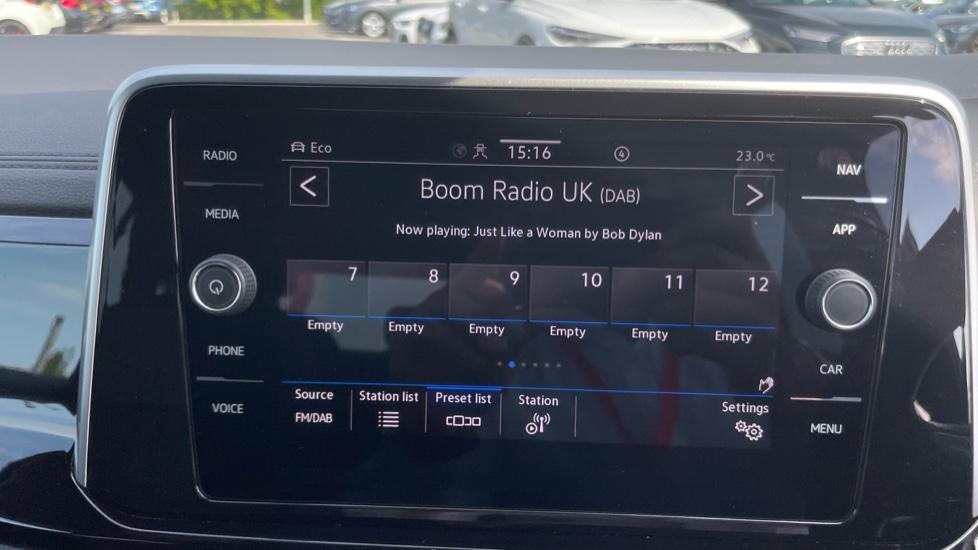 RADIO
MEDIA
PHONE
VOICE
Eco
15:16
4
23.0°C
Boom Radio UK (DAB)
Now playing: Just Like a Woman by Bob Dylan
7 8 9 10 11 12
Empty Empty Empty Empty Empty Empty
Source Station list Preset list Station Settings
FM/DAB
NAV
APP
CAR
MENU